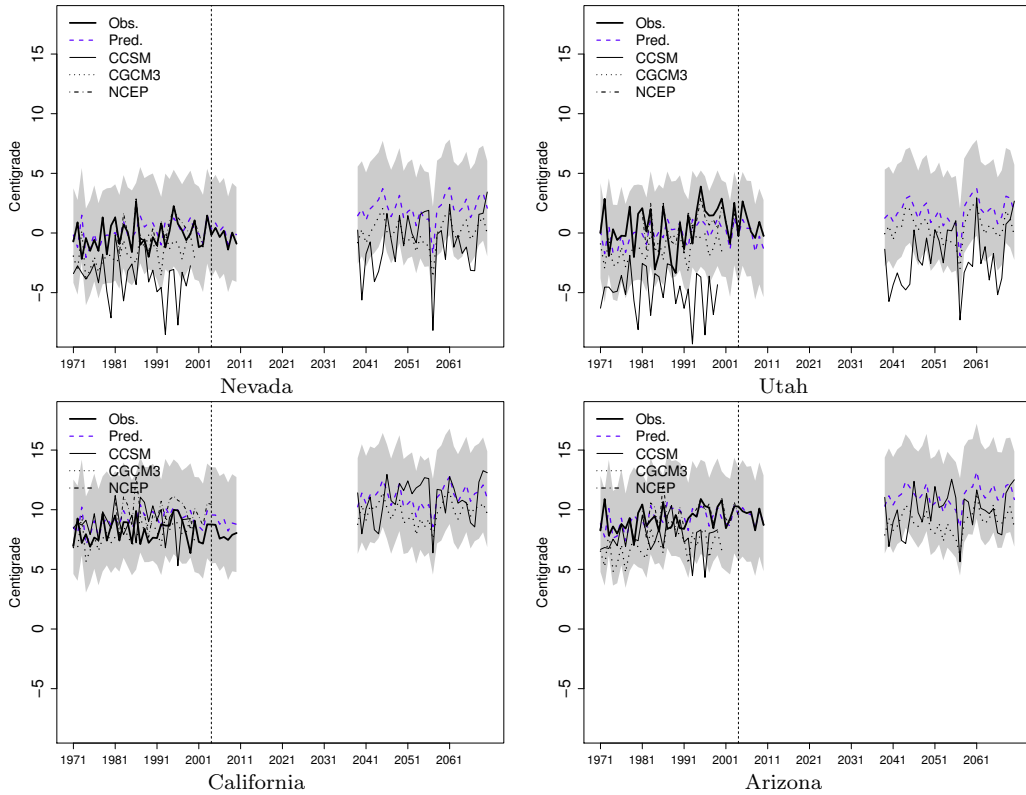 Obs.
Pred.
CCSM
CGCM3
NCEP
Centigrade
15
10
5
0
−5
1971 1981 1991 2001 2011 2021 2031 2041 2051 2061
Nevada
Obs.
Pred.
CCSM
CGCM3
NCEP
Centigrade
15
10
5
0
−5
1971 1981 1991 2001 2011 2021 2031 2041 2051 2061
Utah
Obs.
Pred.
CCSM
CGCM3
NCEP
Centigrade
15
10
5
0
−5
1971 1981 1991 2001 2011 2021 2031 2041 2051 2061
California
Obs.
Pred.
CCSM
CGCM3
NCEP
Centigrade
15
10
5
0
−5
1971 1981 1991 2001 2011 2021 2031 2041 2051 2061
Arizona